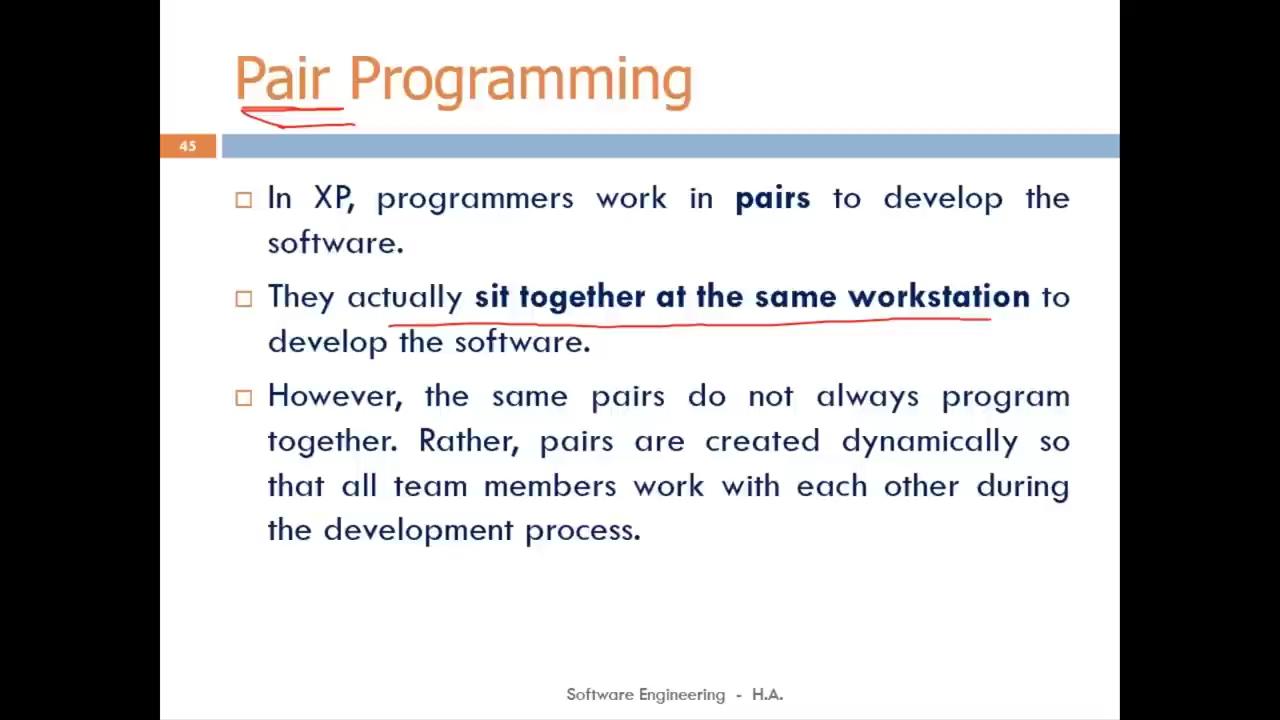 Pair Programming
45
In XP, programmers work in pairs to develop the
software.
They actually sit together at the same workstation to
develop the software.
However, the same pairs do not always program
together. Rather, pairs are created dynamically so
that all team members work with each other during
the development process.
Software Engineering - H.A.